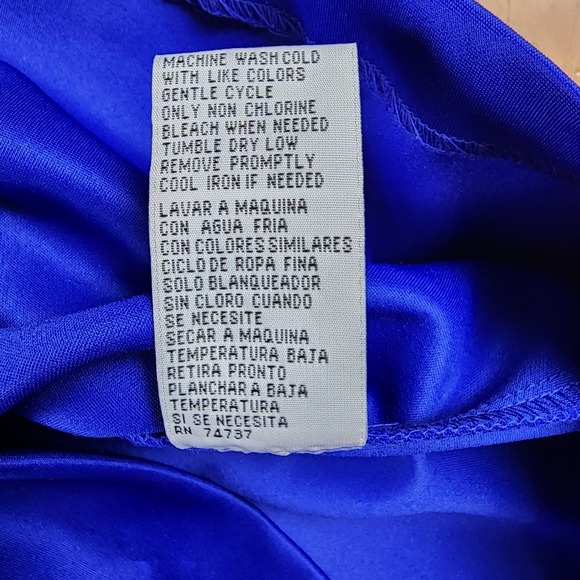 MACHINE WASH COLD
WITH LIKE COLORS
GENTLE CYCLE
ONLY NON CHLORINE
BLEACH WHEN NEEDED
TUMBLE DRY LOW
REMOVE PROMPTLY
COOL IRON IF NEEDED
LAVAR A MAQUINA
CON AGUA FRIA
CON COLORES SIMILARES
CICLO DE ROPA FINA
SOLO BLANQUEADOR
SIN CLORO CUANDO
SE NECESITE
SECAR A MAQUINA
TEMPERATURA BAJA
RETIRA PRONTO
PLANCHAR A BAJA
TEMPERATURA
SI SE NECESITA
RN 74737